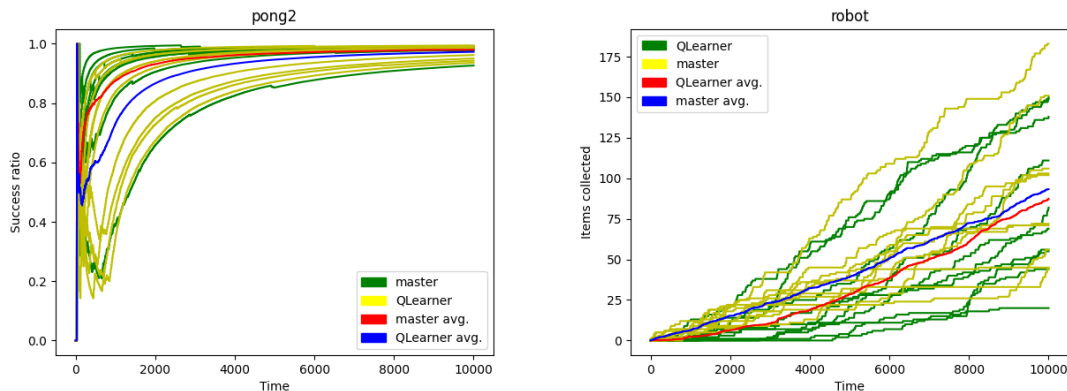 pong2
1.0
0.8
0.6
0.4
0.2
0.0
Success ratio
master
QLearner
master avg.
QLearner avg.
0 2000 4000 6000 8000 10000
Time
robot
175
150
125
100
75
50
25
0
Items collected
QLearner
master
QLearner avg.
master avg.
0 2000 4000 6000 8000 10000
Time